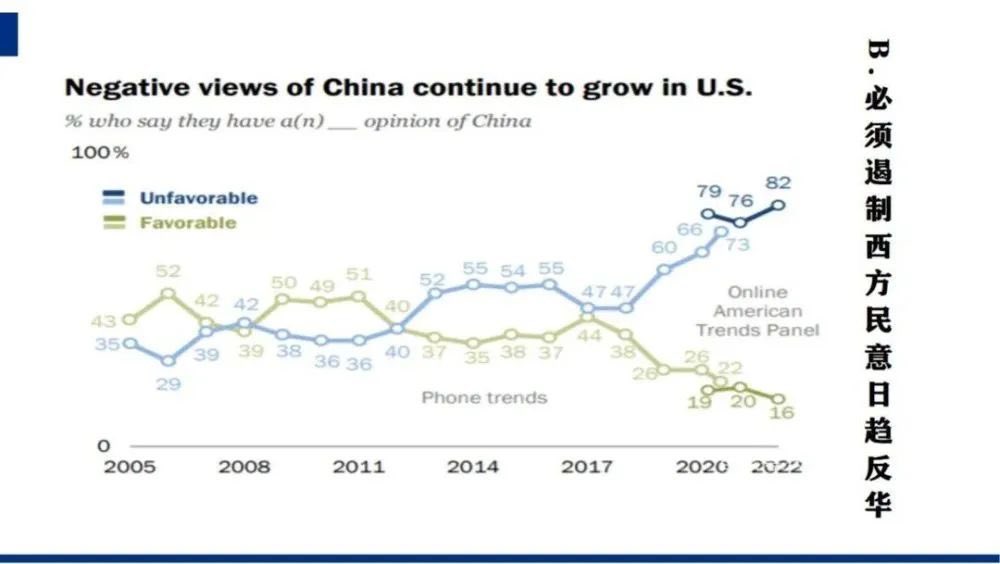 Negative views of China continue to grow in U.S.
% who say they have a(n) ___ opinion of China
100%
Unfavorable
Favorable
79 76 82
66 73
60
52 55 54 55 47 47
43 52 42 42 50 49 51 40
35 29 39 39 38 36 36 40
37 35 38 37 44 38
26 26 22
19 20 16
Online
American
Trends Panel
Phone trends
0
2005 2008 2011 2014 2017 2020 2022
B.必须遏制西方民意日趋反华